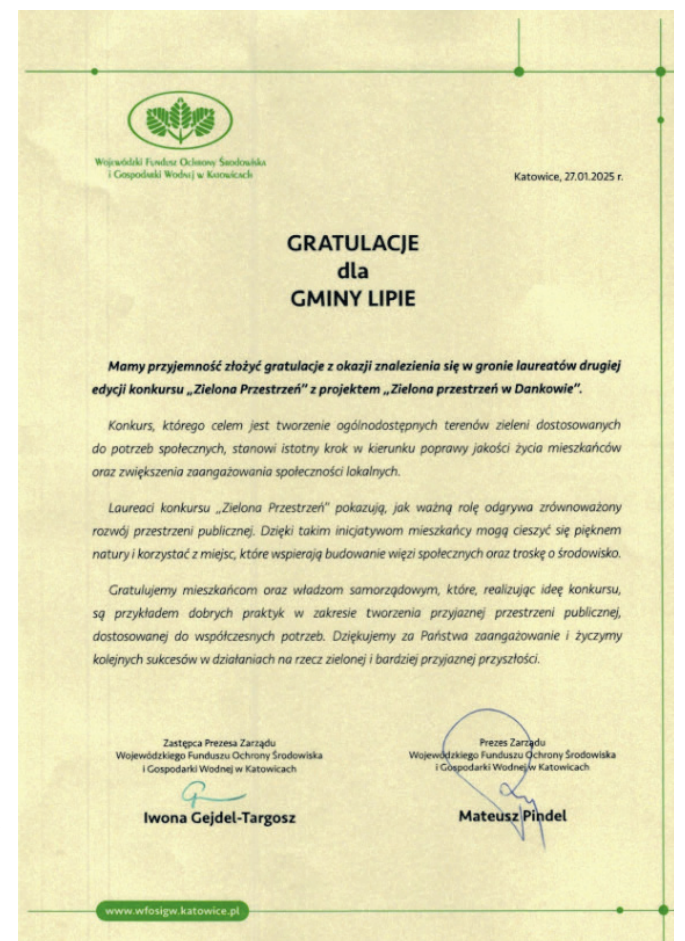 Wojewódzki Fundusz Ochrony Środowiska
i Gospodarki Wodnej w Katowicach
Katowice, 27.01.2025 r.
GRATULACJE
dla
GMINY LIPIE
Mamy przyjemność złożyć gratulacje z okazji znalezienia się w gronie laureatów drugiej
edycji konkursu „Zielona Przestrzeń” z projektem „Zielona przestrzeń w Dankowie”.
Konkurs, którego celem jest tworzenie ogólnodostępnych terenów zieleni dostosowanych
do potrzeb społecznych, stanowi istotny krok w kierunku poprawy jakości życia mieszkańców
oraz zwiększenia zaangażowania społeczności lokalnych.
Laureaci konkursu „Zielona Przestrzeń” pokazują, jak ważną rolę odgrywa zrównoważony
rozwój przestrzeni publicznej. Dzięki takim inicjatywom mieszkańcy mogą cieszyć się pięknem
natury i korzystać z miejsc, które wspierają budowanie więzi społecznych oraz troskę o środowisko.
Gratulujemy mieszkańcom oraz władzom samorządowym, które, realizując ideę konkursu,
są przykładem dobrych praktyk w zakresie tworzenia przyjaznej przestrzeni publicznej,
dostosowanej do współczesnych potrzeb. Dziękujemy za Państwa zaangażowanie i życzymy
kolejnych sukcesów w działaniach na rzecz zielonej i bardziej przyjaznej przyszłości.
Zastępca Prezesa Zarządu
Wojewódzkiego Funduszu Ochrony Środowiska
i Gospodarki Wodnej w Katowicach
Iwona Gejdel-Targosz
Prezes Zarządu
Wojewódzkiego Funduszu Ochrony Środowiska
i Gospodarki Wodnej w Katowicach
Mateusz Pindel
www.wfosigw.katowice.pl